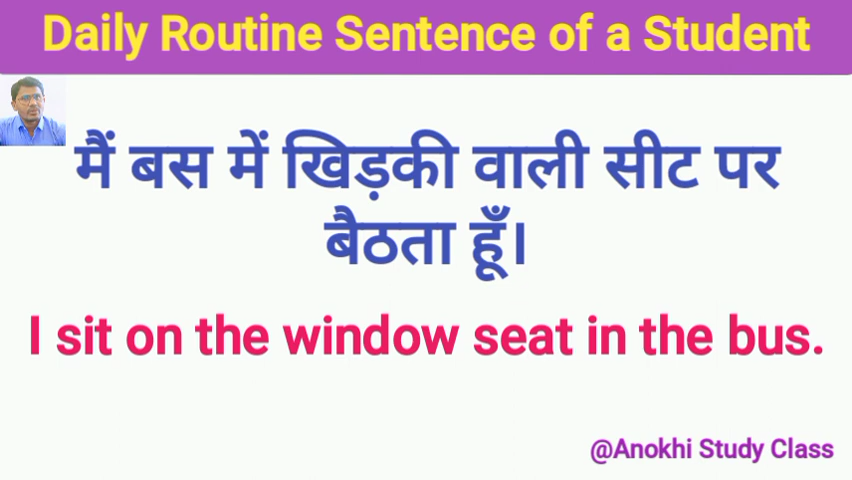 Daily Routine Sentence of a Student
मैं बस में खिड़की वाली सीट पर
बैठता हूँ।
I sit on the window seat in the bus.
@Anokhi Study Class